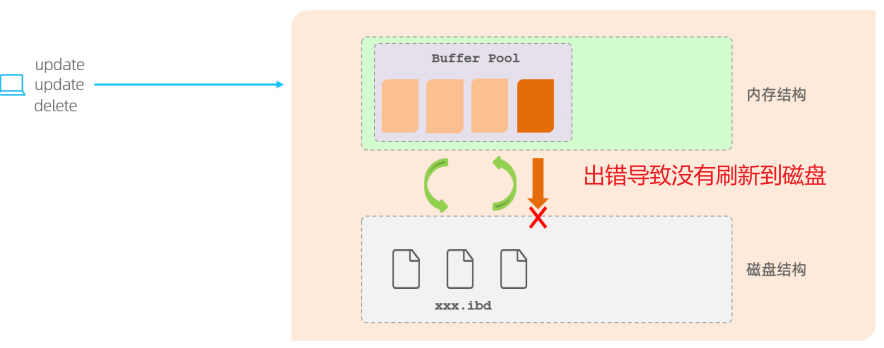 update
update
delete
Buffer Pool
内存结构
出错导致没有刷新到磁盘
磁盘结构
xxx.ibd